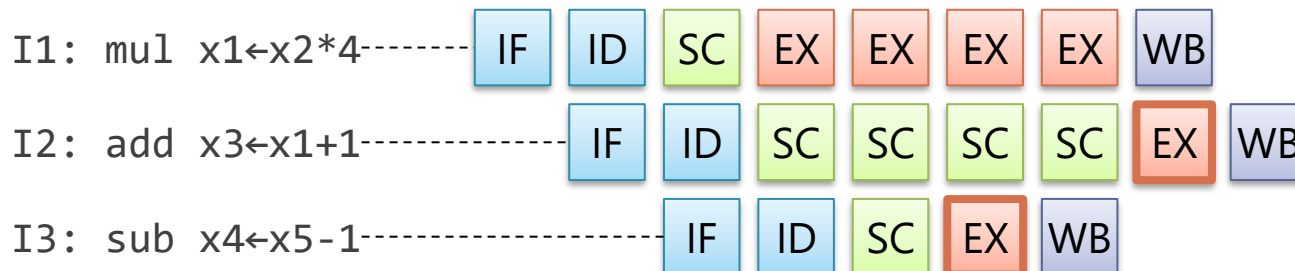 I1: mul x1←x2*4 IF ID SC EX EX EX EX WB
I2: add x3←x1+1 IF ID SC SC SC SC EX WB
I3: sub x4←x5-1 IF ID SC EX WB